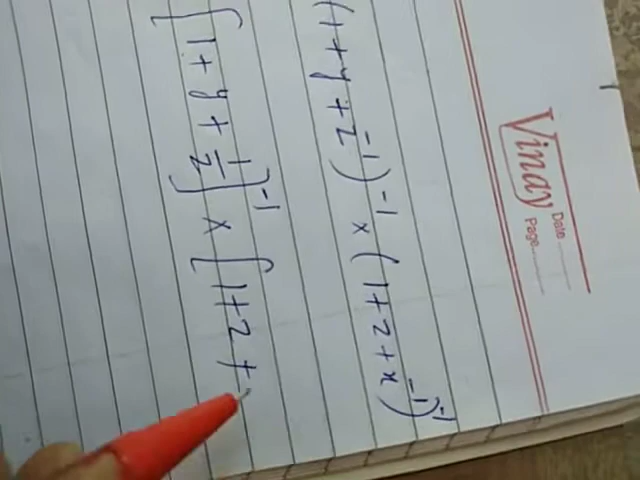 Vinay
Date
Page
(1+y+z⁻¹)⁻¹ × (1+z+x⁻¹)⁻¹
[1+y+1/z]⁻¹ × [1+z+